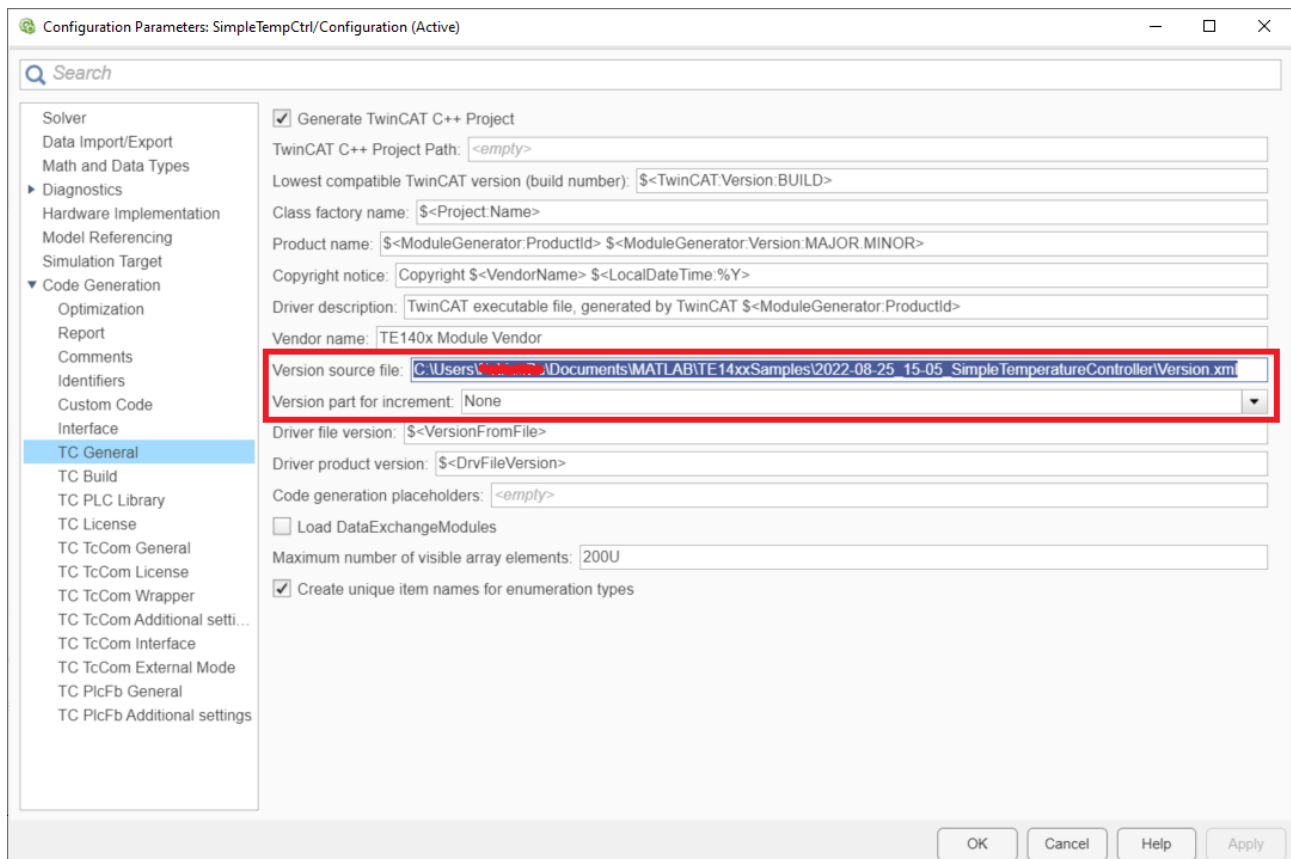 Configuration Parameters: SimpleTempCtrl/Configuration (Active)
Search
Solver
Data Import/Export
Math and Data Types
Diagnostics
Hardware Implementation
Model Referencing
Simulation Target
Code Generation
Optimization
Report
Comments
Identifiers
Custom Code
Interface
TC General
TC Build
TC PLC Library
TC License
TC TcCom General
TC TcCom License
TC TcCom Wrapper
TC TcCom Additional setti...
TC TcCom Interface
TC TcCom External Mode
TC PlcFb General
TC PlcFb Additional settings
Generate TwinCAT C++ Project
TwinCAT C++ Project Path: <empty>
Lowest compatible TwinCAT version (build number): $<TwinCAT:Version:BUILD>
Class factory name: $<Project:Name>
Product name: $<ModuleGenerator:ProductId> $<ModuleGenerator:Version:MAJOR.MINOR>
Copyright notice: Copyright $<VendorName> $<LocalDateTime:%Y>
Driver description: TwinCAT executable file, generated by TwinCAT $<ModuleGenerator:ProductId>
Vendor name: TE140x Module Vendor
Version source file: C:\Users\ \Documents\MATLAB\TE14xxSamples\2022-08-25_15-05_SimpleTemperatureController\Version.xml
Version part for increment: None
Driver file version: $<VersionFromFile>
Driver product version: $<DrvFileVersion>
Code generation placeholders: <empty>
Load DataExchangeModules
Maximum number of visible array elements: 200U
Create unique item names for enumeration types
OK
Cancel
Help
Apply